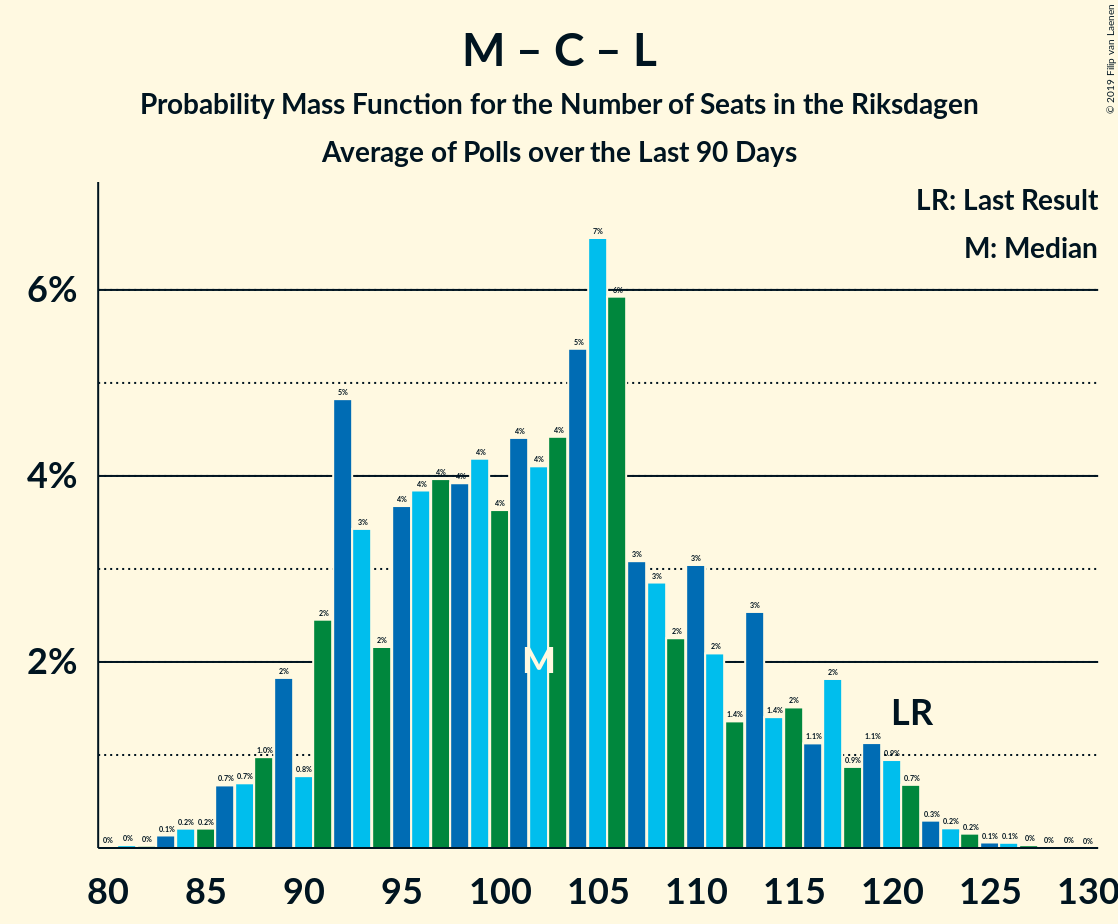 © 2019 Filip van Laenen
M – C – L
Probability Mass Function for the Number of Seats in the Riksdagen
Average of Polls over the Last 90 Days
LR: Last Result
M: Median
6%
4%
2%
0% 0% 0% 0.1% 0.2% 0.2% 0.7% 0.7% 1.0% 2% 0.8% 2% 5% 3% 2% 4% 4% 4% 4% 4% 4% 4% 4% 4% 5% 7% 6% 3% 3% 2% 3% 2% 1.4% 3% 1.4% 2% 1.1% 2% 0.9% 1.1% 0.9% 0.7% 0.3% 0.2% 0.2% 0.1% 0.1% 0% 0% 0% 0%
M
LR
80 85 90 95 100 105 110 115 120 125 130